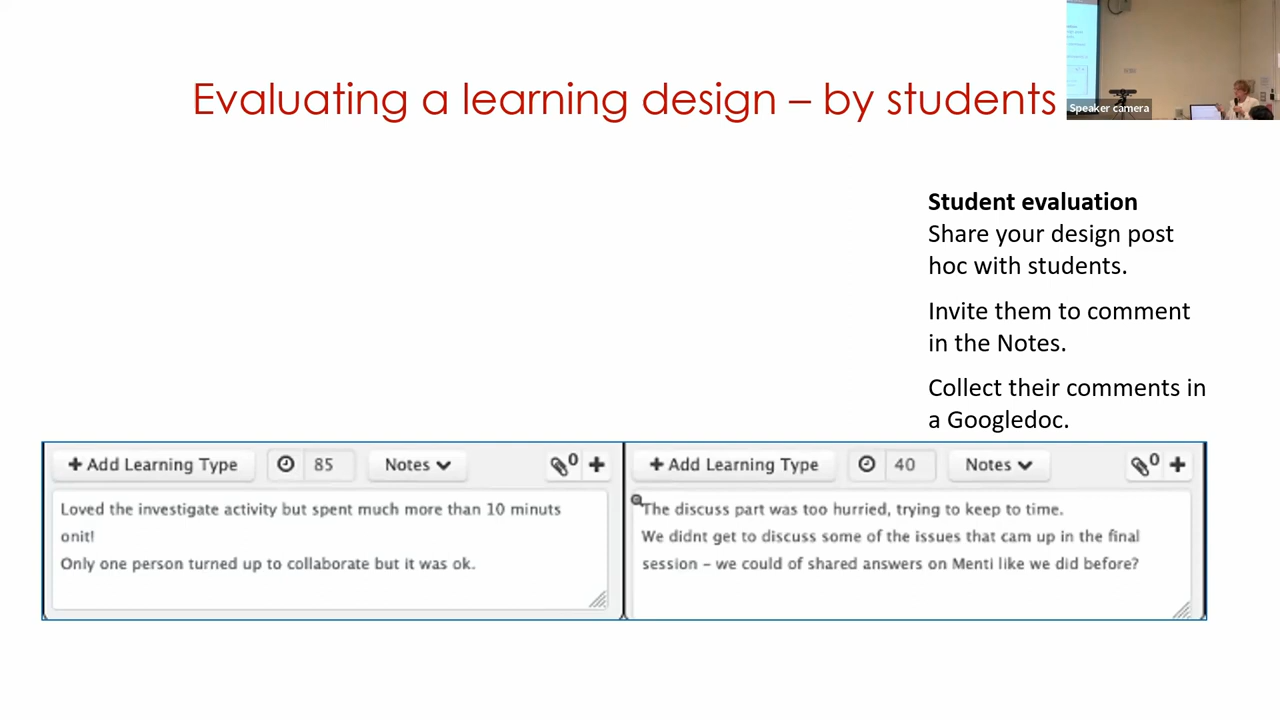 Evaluating a learning design – by students
Speaker camera
Student evaluation
Share your design post
hoc with students.
Invite them to comment
in the Notes.
Collect their comments in
a Googledoc.
+ Add Learning Type 85 Notes 0 +
Loved the investigate activity but spent much more than 10 minuts
onit!
Only one person turned up to collaborate but it was ok.
+ Add Learning Type 40 Notes 0 +
The discuss part was too hurried, trying to keep to time.
We didnt get to discuss some of the issues that cam up in the final
session – we could of shared answers on Menti like we did before?